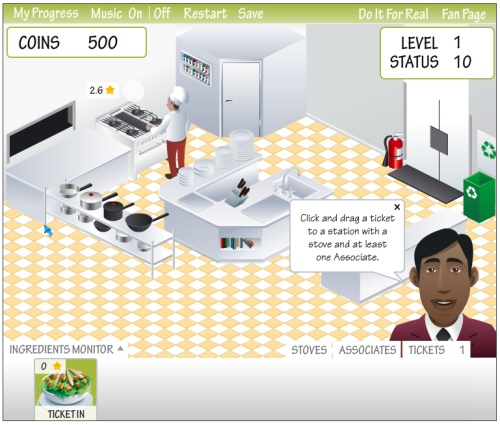 My Progress Music On | Off Restart Save Do It For Real Fan Page
COINS 500
LEVEL 1
STATUS 10
2.6
Click and drag a ticket
to a station with a
stove and at least
one Associate.
x
INGREDIENTS MONITOR
STOVES
ASSOCIATES
TICKETS 1
0
TICKET IN